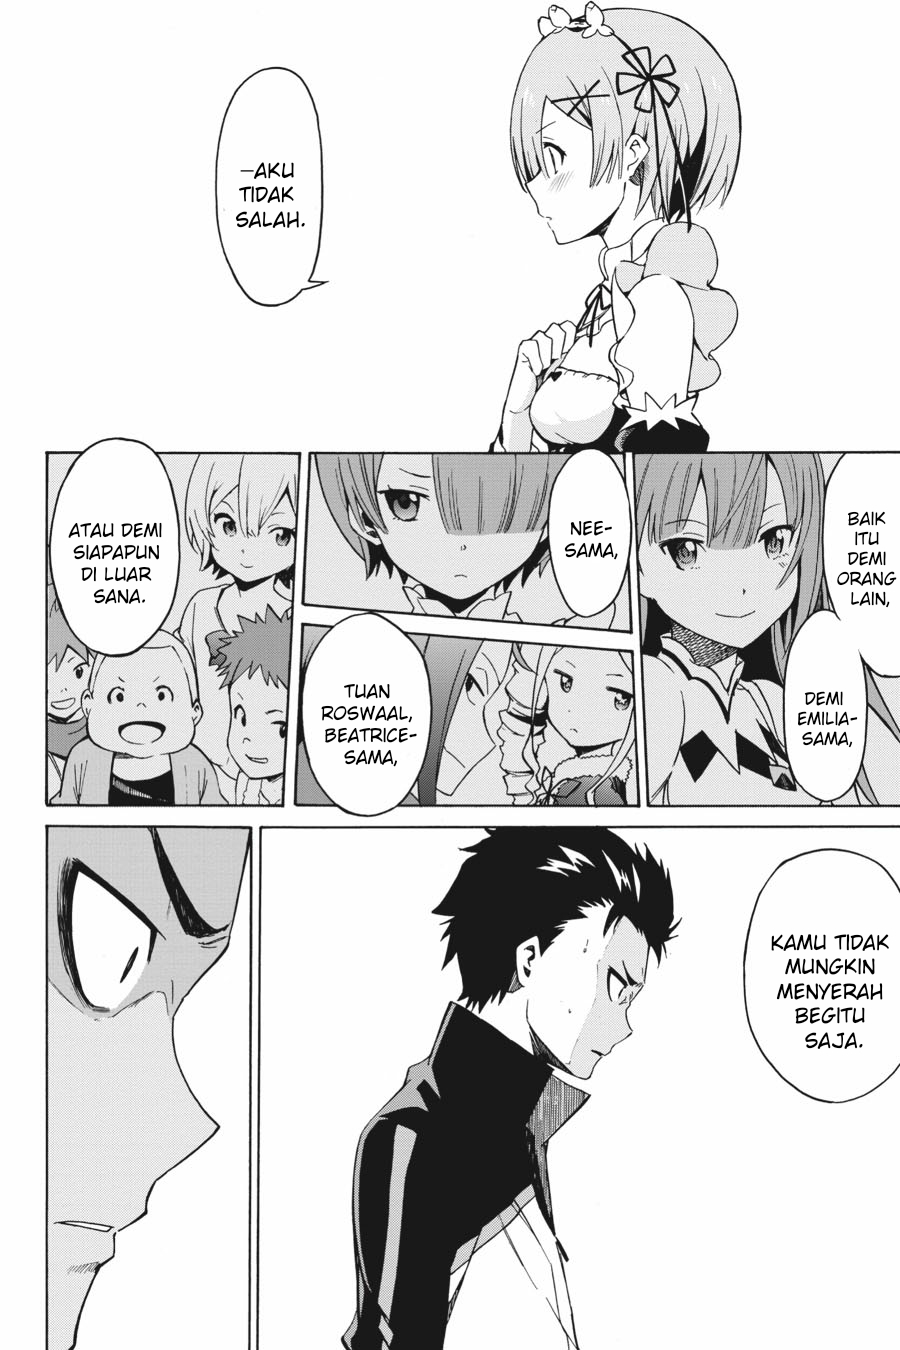 –AKU
TIDAK
SALAH.
BAIK
ITU
DEMI
ORANG
LAIN,
DEMI
EMILIA-
SAMA,
NEE-
SAMA,
TUAN
ROSWAAL,
BEATRICE-
SAMA,
ATAU DEMI
SIAPAPUN
DI LUAR
SANA.
KAMU TIDAK
MUNGKIN
MENYERAH
BEGITU
SAJA.